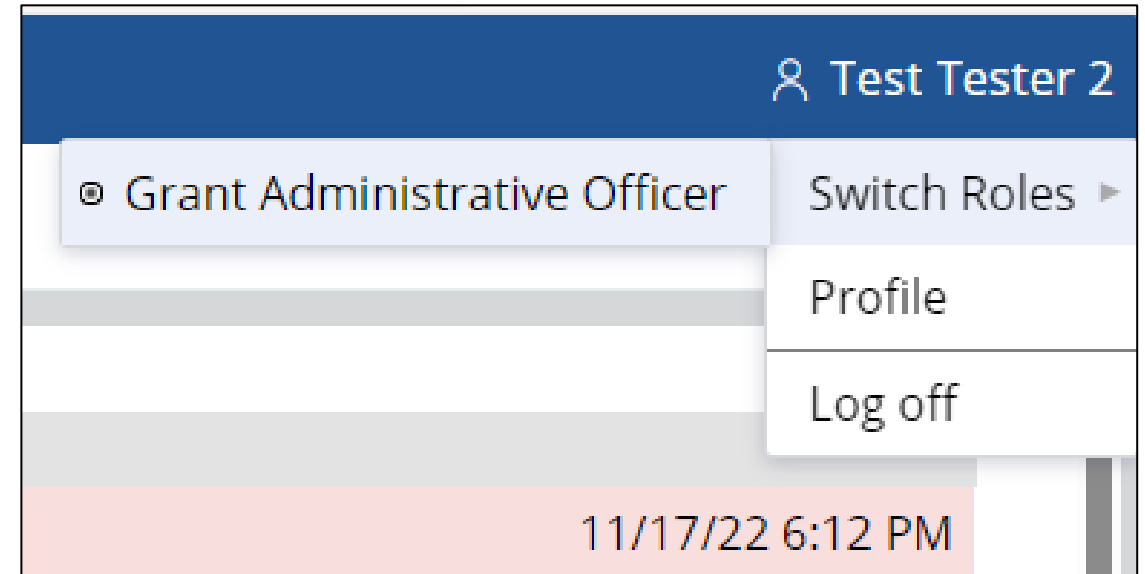 Test Tester 2
Grant Administrative Officer
Switch Roles
Profile
Log off
11/17/22 6:12 PM